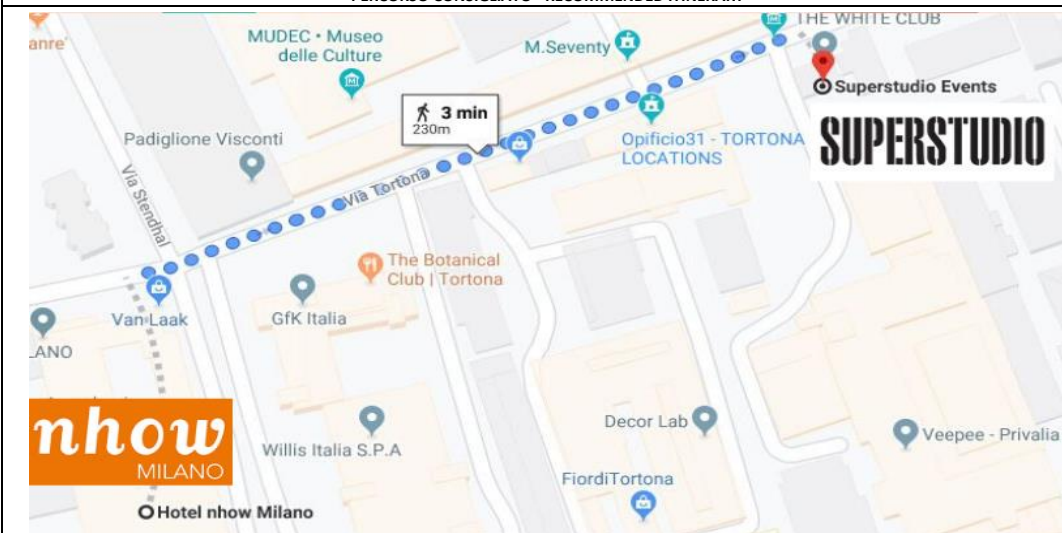 THE WHITE CLUB
anre'
MUDEC • Museo
delle Culture
M.Seventy
Superstudio Events
3 min
230m
SUPERSTUDIO
Padiglione Visconti
Opificio31 - TORTONA
LOCATIONS
Via Stendhal
Via Tortona
The Botanical
Club | Tortona
Van Laak
GfK Italia
LANO
nhow
MILANO
Willis Italia S.P.A
Decor Lab
Veepee - Privalia
FiordiTortona
Hotel nhow Milano